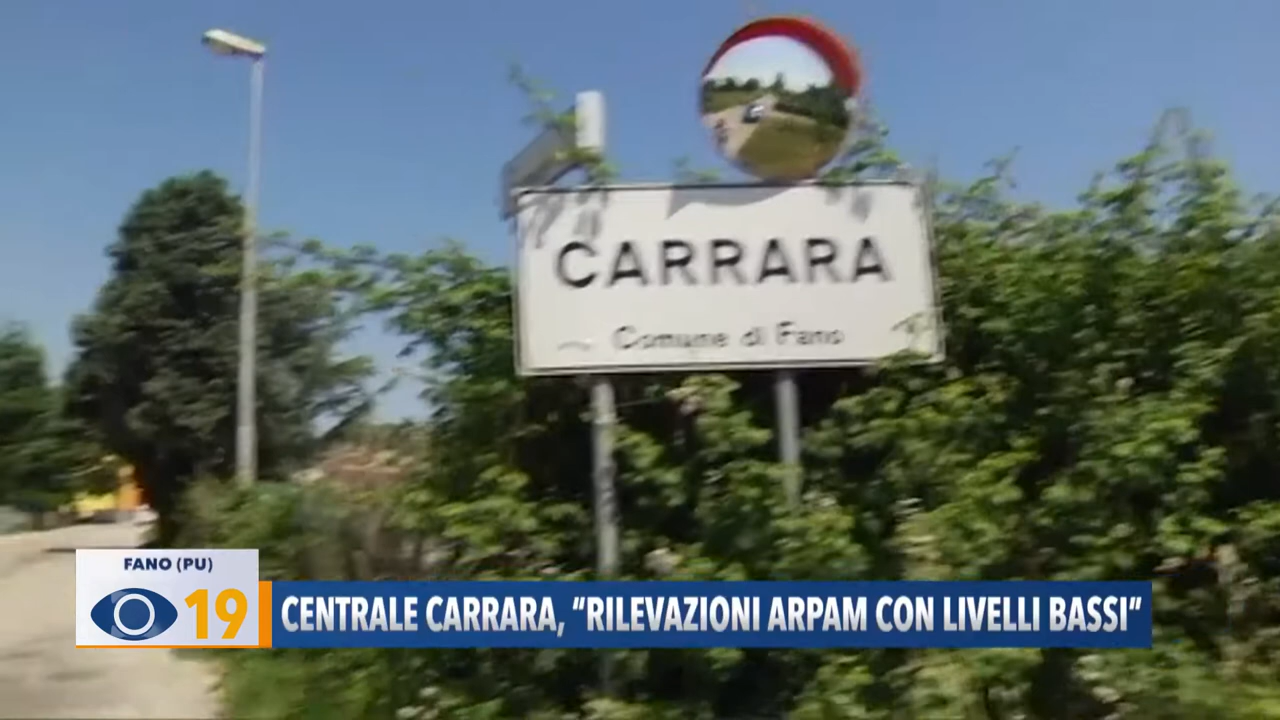 CARRARA
Comune di Fano
FANO (PU)
19
CENTRALE CARRARA, “RILEVAZIONI ARPAM CON LIVELLI BASSI”